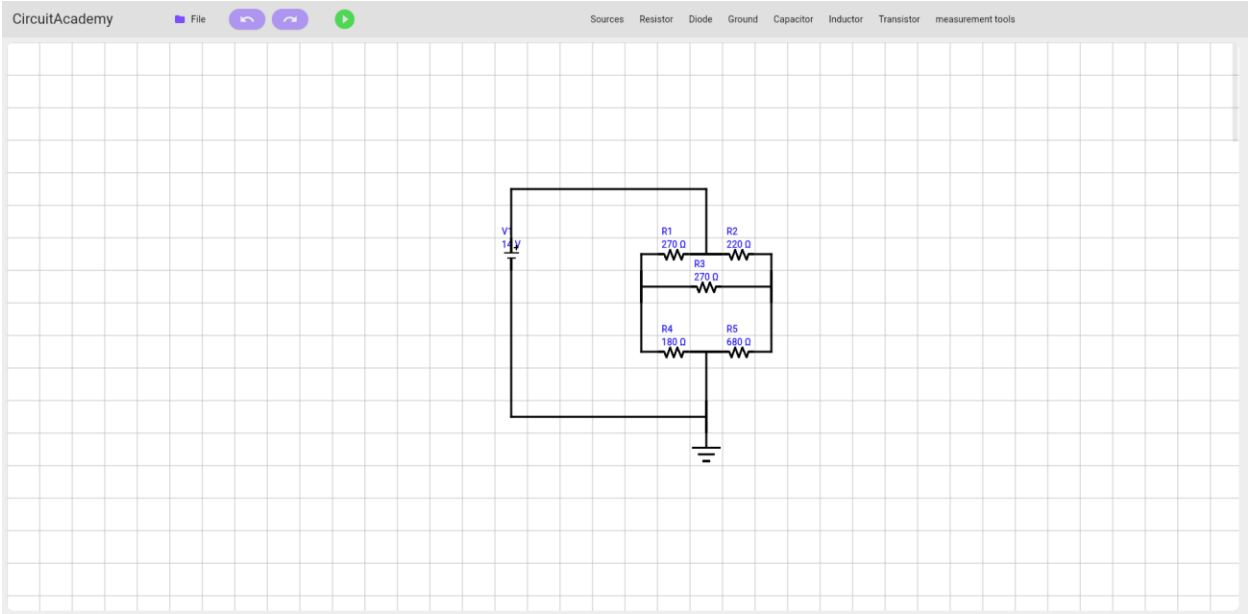 CircuitAcademy
File
Sources Resistor Diode Ground Capacitor Inductor Transistor measurement tools
V1
14 V
R1
270 Ω
R2
220 Ω
R3
270 Ω
R4
180 Ω
R5
680 Ω